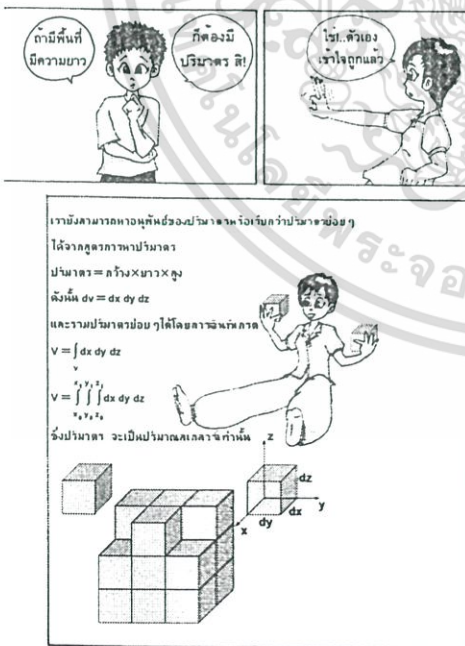 ถ้ามีพื้นที่
มีความยาว
ก็ต้องมี
ปริมาตร สิ!
ใช่!..ตัวเอง
เข้าใจถูกแล้ว
เรายังสามารถหาอนุพันธ์ของปริมาตรหรือเรียกว่าปริมาตรย่อยๆ
ได้จากสูตรการหาปริมาตร
ปริมาตร = กว้าง×ยาว×สูง
ดังนั้น dv = dx dy dz
และรวมปริมาตรย่อยๆได้โดยการอินทิเกรต
V = ∫ dx dy dz
v
x₁ y₁ z₁
V = ∫ ∫ ∫ dx dy dz
x₀ y₀ z₀
ซึ่งปริมาตร จะเป็นปริมาณสเกลาร์เท่านั้น
z
dz
y
dx
dy
x